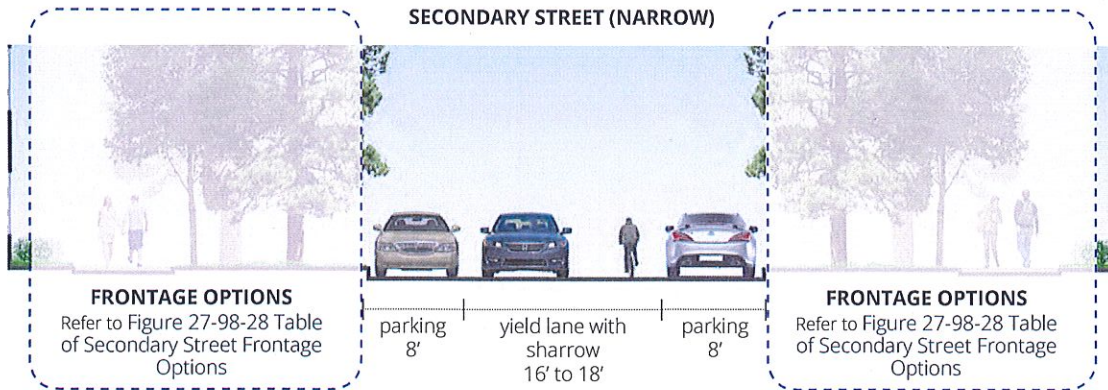 SECONDARY STREET (NARROW)
FRONTAGE OPTIONS
Refer to Figure 27-98-28 Table
of Secondary Street Frontage
Options
parking
8’
yield lane with
sharrow
16’ to 18’
parking
8’
FRONTAGE OPTIONS
Refer to Figure 27-98-28 Table
of Secondary Street Frontage
Options